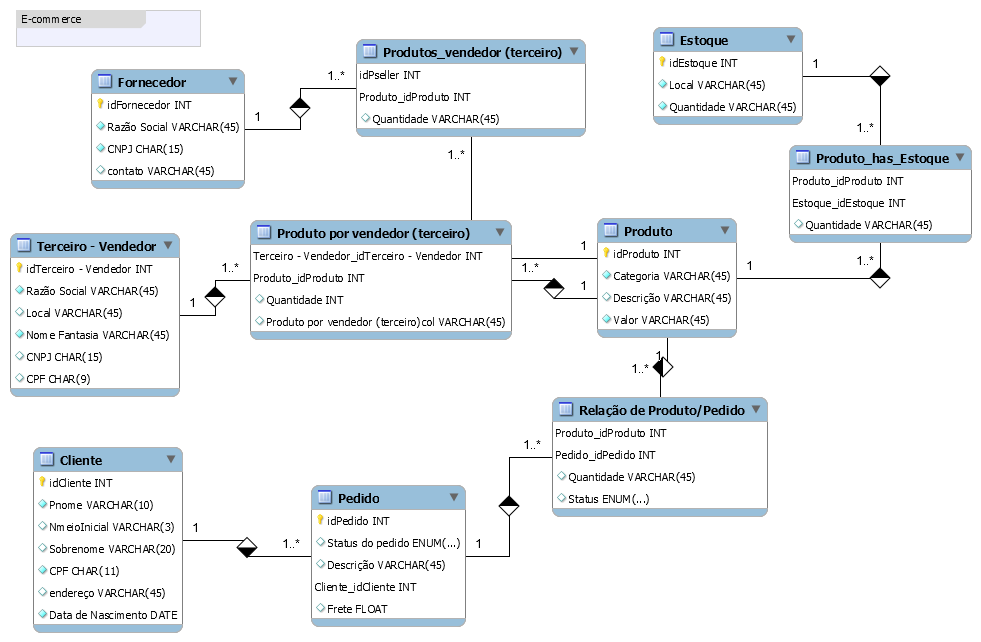 E-commerce
Fornecedor
idFornecedor INT
Razão Social VARCHAR(45)
CNPJ CHAR(15)
contato VARCHAR(45)
1
1..*
Produtos_vendedor (terceiro)
idPseller INT
Produto_idProduto INT
Quantidade VARCHAR(45)
1..*
Estoque
idEstoque INT
Local VARCHAR(45)
Quantidade VARCHAR(45)
1
1..*
Produto_has_Estoque
Produto_idProduto INT
Estoque_idEstoque INT
Quantidade VARCHAR(45)
1..*
Terceiro - Vendedor
idTerceiro - Vendedor INT
Razão Social VARCHAR(45)
Local VARCHAR(45)
Nome Fantasia VARCHAR(45)
CNPJ CHAR(15)
CPF CHAR(9)
1
1..*
Produto por vendedor (terceiro)
Terceiro - Vendedor_idTerceiro - Vendedor INT
Produto_idProduto INT
Quantidade INT
Produto por vendedor (terceiro)col VARCHAR(45)
1
1..*
1
Produto
idProduto INT
Categoria VARCHAR(45)
Descrição VARCHAR(45)
Valor VARCHAR(45)
1
1
1..*
Relação de Produto/Pedido
Produto_idProduto INT
Pedido_idPedido INT
Quantidade VARCHAR(45)
Status ENUM(...)
1..*
Cliente
idCliente INT
Pnome VARCHAR(10)
NmeioInicial VARCHAR(3)
Sobrenome VARCHAR(20)
CPF CHAR(11)
endereço VARCHAR(45)
Data de Nascimento DATE
1
1..*
Pedido
idPedido INT
Status do pedido ENUM(...)
Descrição VARCHAR(45)
Cliente_idCliente INT
Frete FLOAT
1